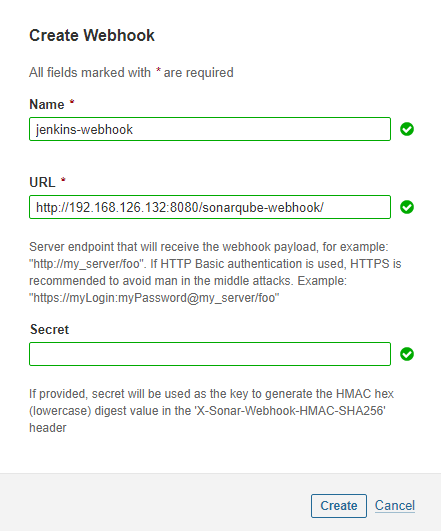 Create Webhook
All fields marked with * are required
Name *
jenkins-webhook
URL *
http://192.168.126.132:8080/sonarqube-webhook/
Server endpoint that will receive the webhook payload, for example:
"http://my_server/foo". If HTTP Basic authentication is used, HTTPS is
recommended to avoid man in the middle attacks. Example:
"https://myLogin:myPassword@my_server/foo"
Secret
If provided, secret will be used as the key to generate the HMAC hex
(lowercase) digest value in the 'X-Sonar-Webhook-HMAC-SHA256'
header
Create Cancel